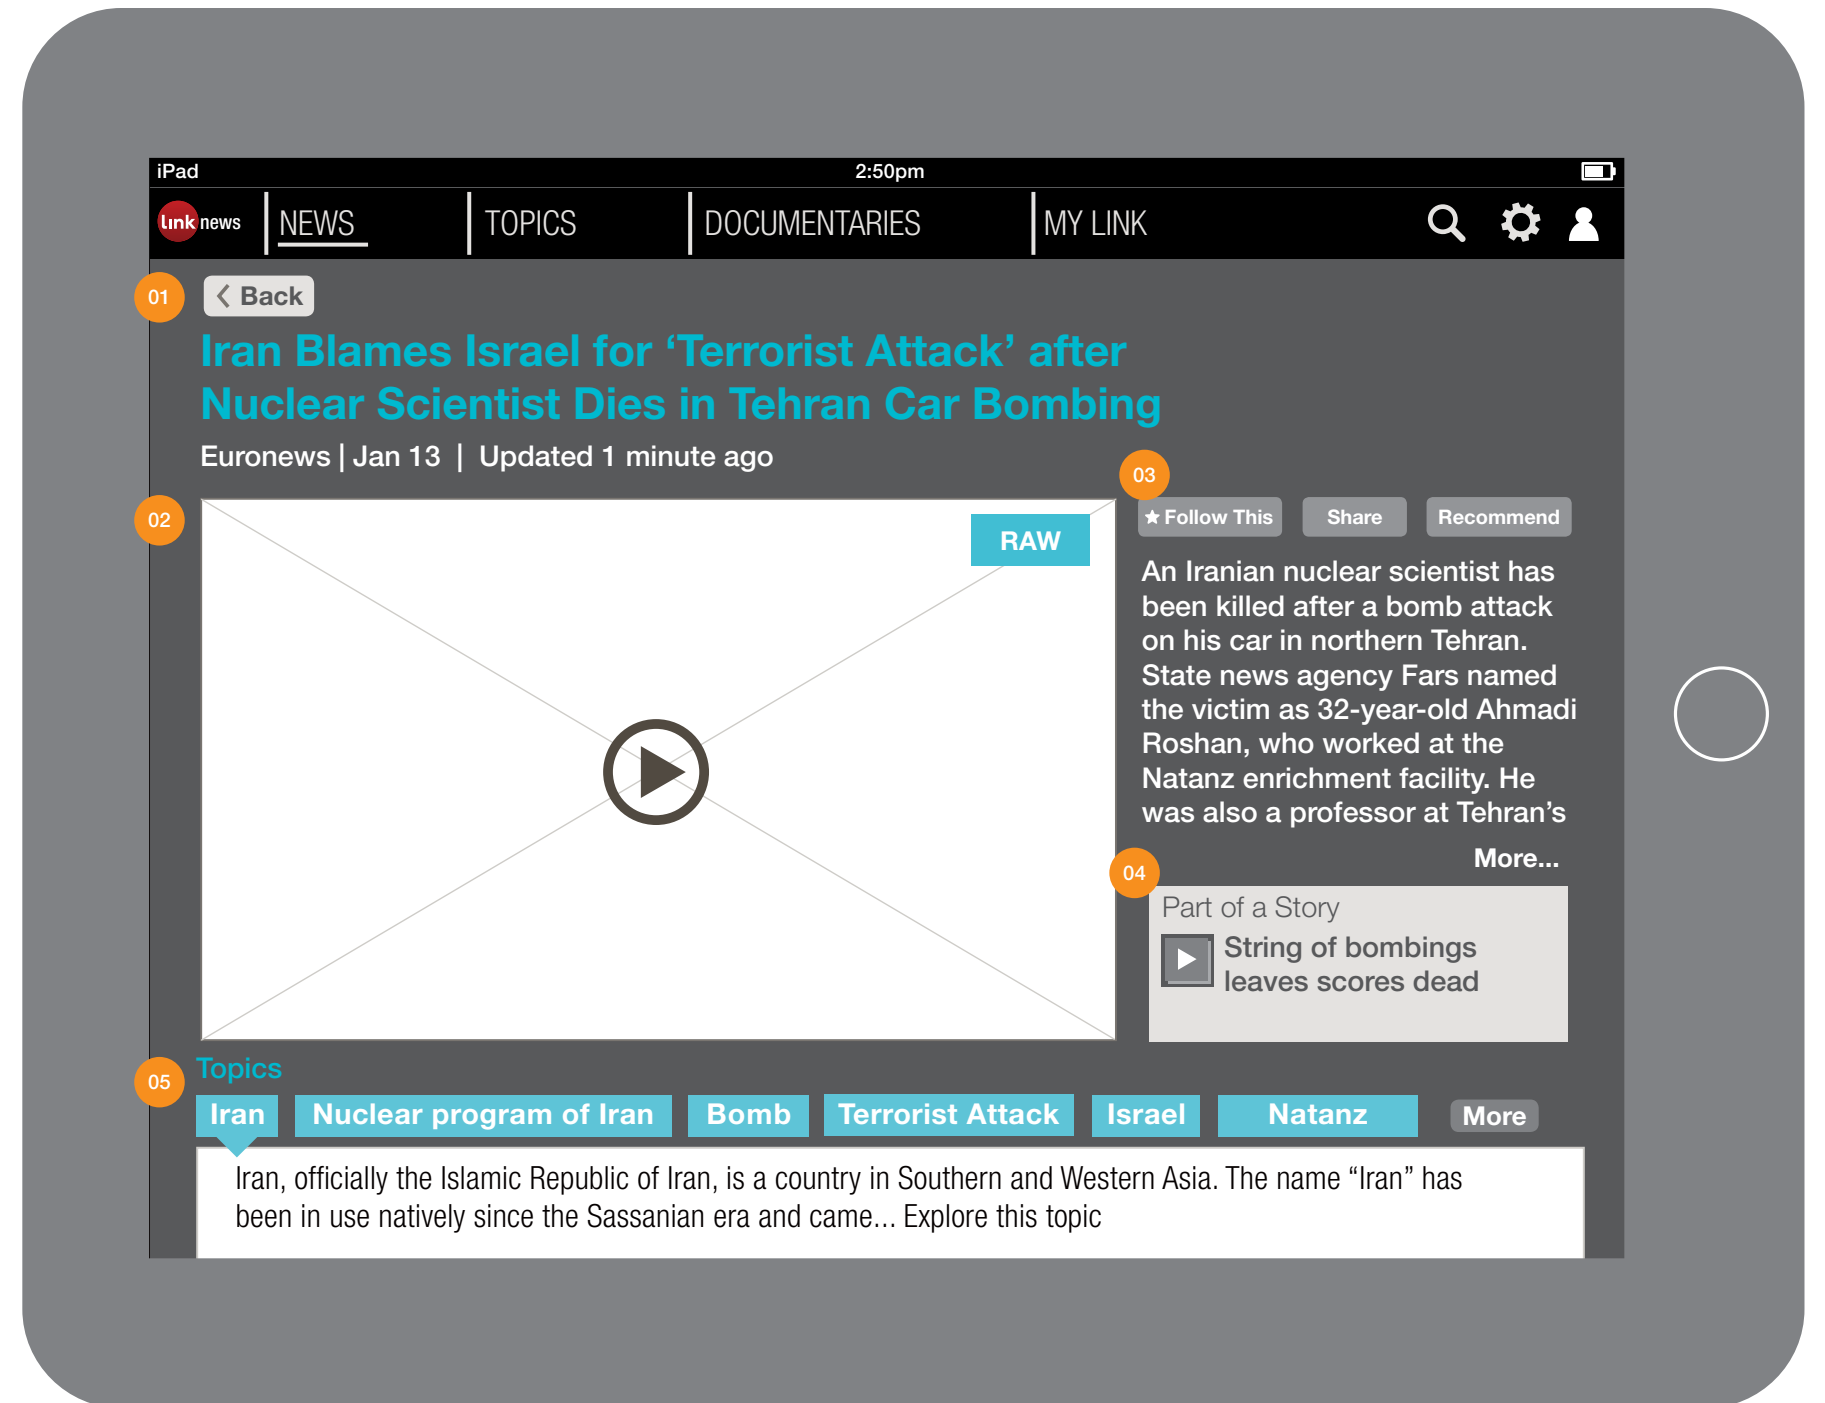 iPad
2:50pm
link news
NEWS
TOPICS
DOCUMENTARIES
MY LINK
01
Back
Iran Blames Israel for ‘Terrorist Attack’ after
Nuclear Scientist Dies in Tehran Car Bombing
Euronews | Jan 13 | Updated 1 minute ago
02
RAW
03
Follow This
Share
Recommend
An Iranian nuclear scientist has
been killed after a bomb attack
on his car in northern Tehran.
State news agency Fars named
the victim as 32-year-old Ahmadi
Roshan, who worked at the
Natanz enrichment facility. He
was also a professor at Tehran’s
More...
04
Part of a Story
String of bombings
leaves scores dead
05
Topics
Iran
Nuclear program of Iran
Bomb
Terrorist Attack
Israel
Natanz
More
Iran, officially the Islamic Republic of Iran, is a country in Southern and Western Asia. The name “Iran” has
been in use natively since the Sassanian era and came... Explore this topic